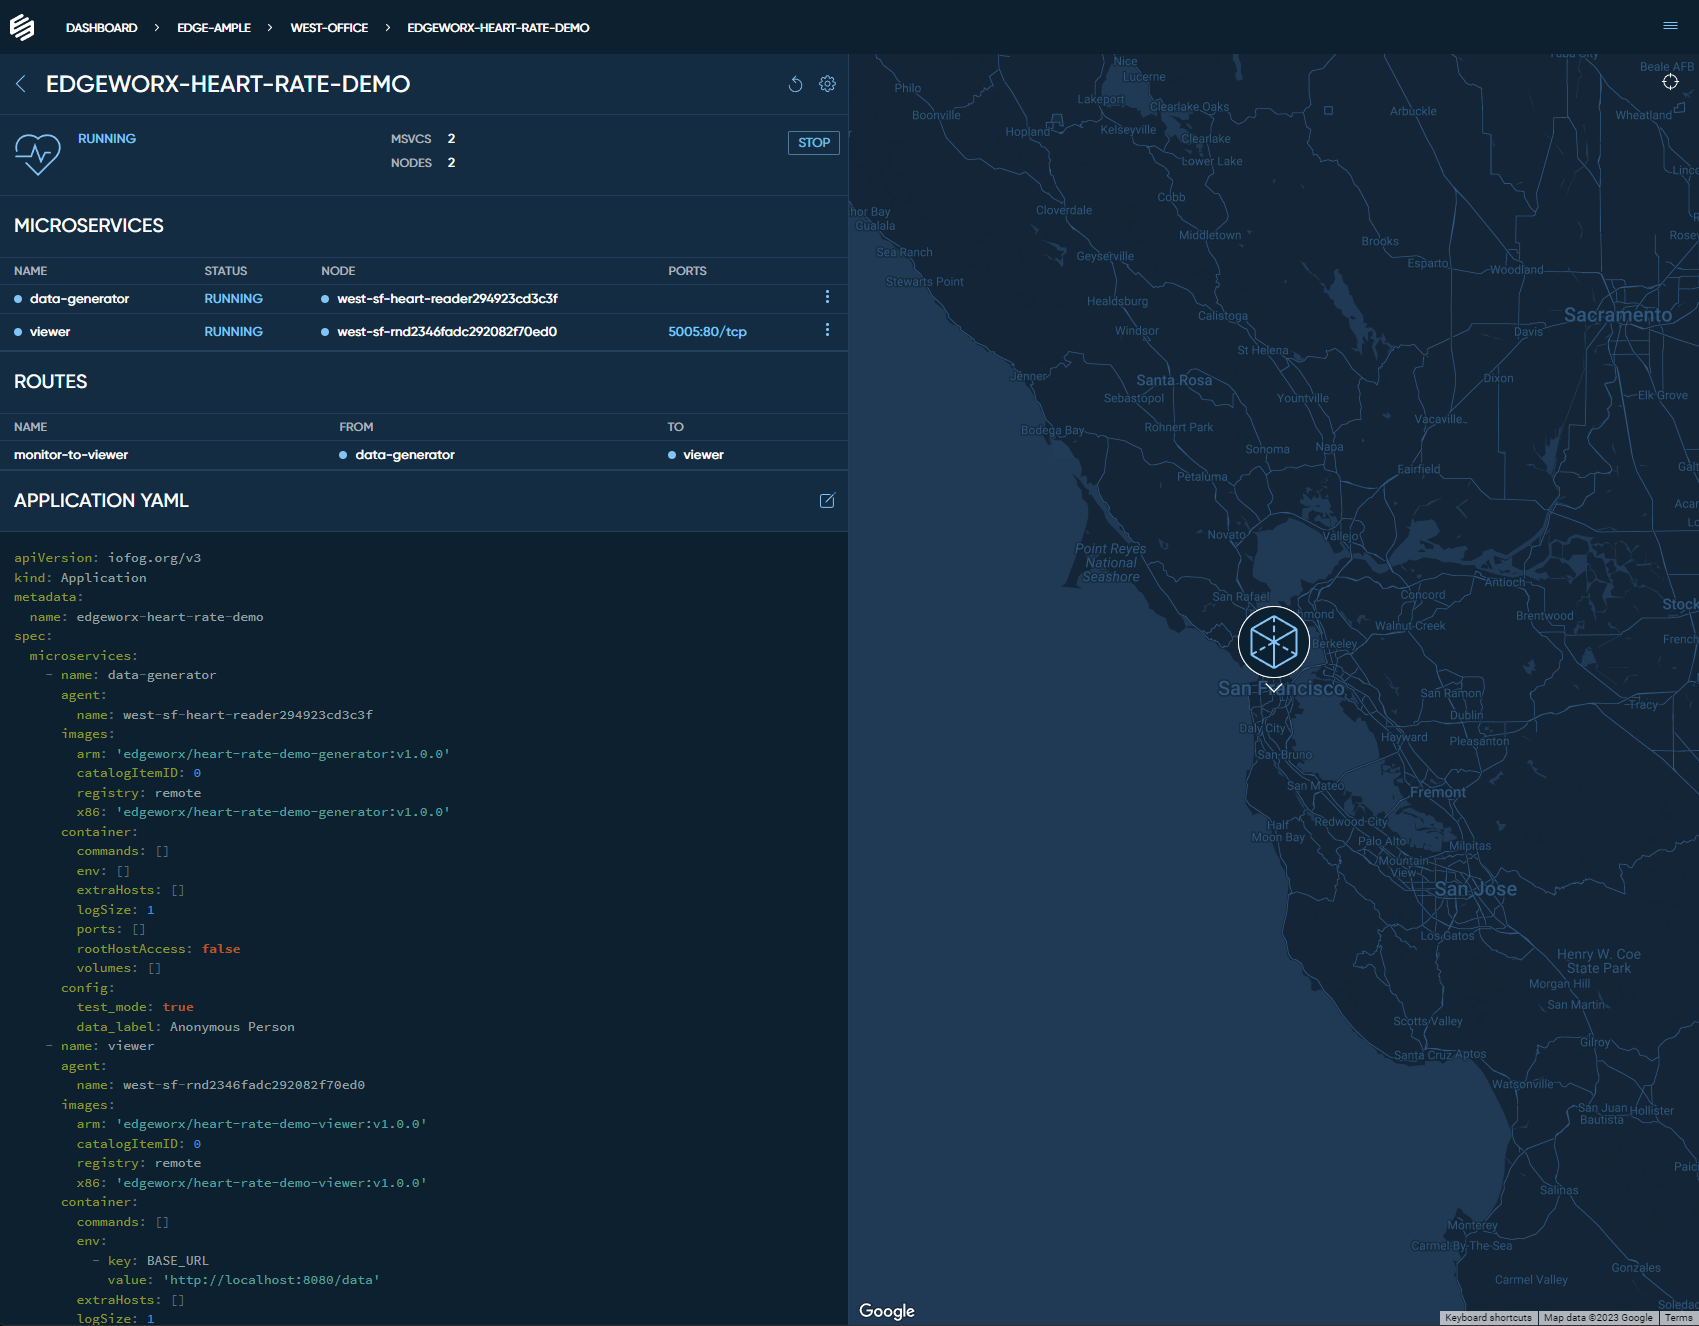 DASHBOARD > EDGE-AMPLE > WEST-OFFICE > EDGEWORX-HEART-RATE-DEMO
EDGEWORX-HEART-RATE-DEMO
RUNNING
MSVCS 2
NODES 2
STOP
MICROSERVICES
NAME STATUS NODE PORTS
data-generator RUNNING west-sf-heart-reader294923cd3c3f
viewer RUNNING west-sf-rnd2346fadc292082f70ed0 5005:80/tcp
ROUTES
NAME FROM TO
monitor-to-viewer data-generator viewer
APPLICATION YAML
apiVersion: iofog.org/v3
kind: Application
metadata:
name: edgeworx-heart-rate-demo
spec:
microservices:
- name: data-generator
agent:
name: west-sf-heart-reader294923cd3c3f
images:
arm: 'edgeworx/heart-rate-demo-generator:v1.0.0'
catalogItemID: 0
registry: remote
x86: 'edgeworx/heart-rate-demo-generator:v1.0.0'
container:
commands: []
env: []
extraHosts: []
logSize: 1
ports: []
rootHostAccess: false
volumes: []
config:
test_mode: true
data_label: Anonymous Person
- name: viewer
agent:
name: west-sf-rnd2346fadc292082f70ed0
images:
arm: 'edgeworx/heart-rate-demo-viewer:v1.0.0'
catalogItemID: 0
registry: remote
x86: 'edgeworx/heart-rate-demo-viewer:v1.0.0'
container:
commands: []
env:
- key: BASE_URL
value: 'http://localhost:8080/data'
extraHosts: []
logSize: 1
Nice
Lucerne
Beale AFB
Philo
Lakeport
Clearlake Oaks
Boonville
Arbuckle
Wheatland
Hopland
Kelseyville
Clearlake
Lower Lake
Cobb
Cloverdale
Gualala
Middletown
Brooks
Sea Ranch
Geyserville
Esparto
Woodland
Stewarts Point
Healdsburg
Calistoga
Sacramento
Windsor
Davis
St Helena
Jenner
Santa Rosa
Dixon
Sebastopol
Yountville
Elk Grove
Vacaville
Bodega Bay
Rohnert Park
Sonoma
Napa
Petaluma
Fairfield
Novato
Vallejo
Point Reyes
National
Seashore
Antioch
San Rafael
Concord
Brentwood
Walnut Creek
Berkeley
San Francisco
San Ramon
Tracy
Dublin
Daly City
Hayward
Pleasanton
San Bruno
San Mateo
Fremont
Half
Moon Bay
Redwood City
Palo Alto
Milpitas
Mountain
View
San Jose
Los Gatos
Henry W. Coe
State Park
Morgan Hill
San Martin
Scotts Valley
Gilroy
Santa Cruz
Aptos
Watsonville
San Juan
Bautista
Hollister
Salinas
Monterey
Carmel-By-The-Sea
Gonzales
Carmel Valley
Google
Keyboard shortcuts
Map data ©2023 Google
Terms